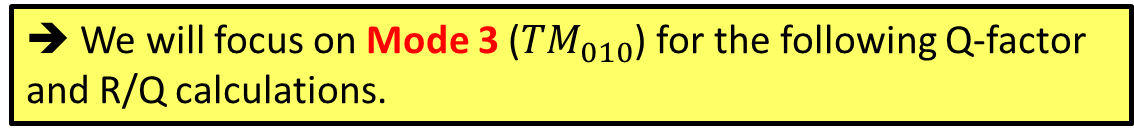 ➔ We will focus on Mode 3 (𝑇𝑀₀₁₀) for the following Q-factor
and R/Q calculations.